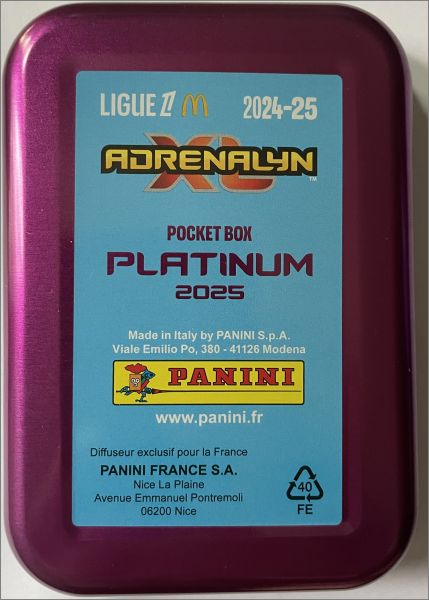 LIGUE 1 M 2024-25
ADRENALYN
XL™
POCKET BOX
PLATINUM
2025
Made in Italy by PANINI S.p.A.
Viale Emilio Po, 380 - 41126 Modena
PANINI
www.panini.fr
Diffuseur exclusif pour la France
PANINI FRANCE S.A.
Nice La Plaine
Avenue Emmanuel Pontremoli
06200 Nice
40
FE